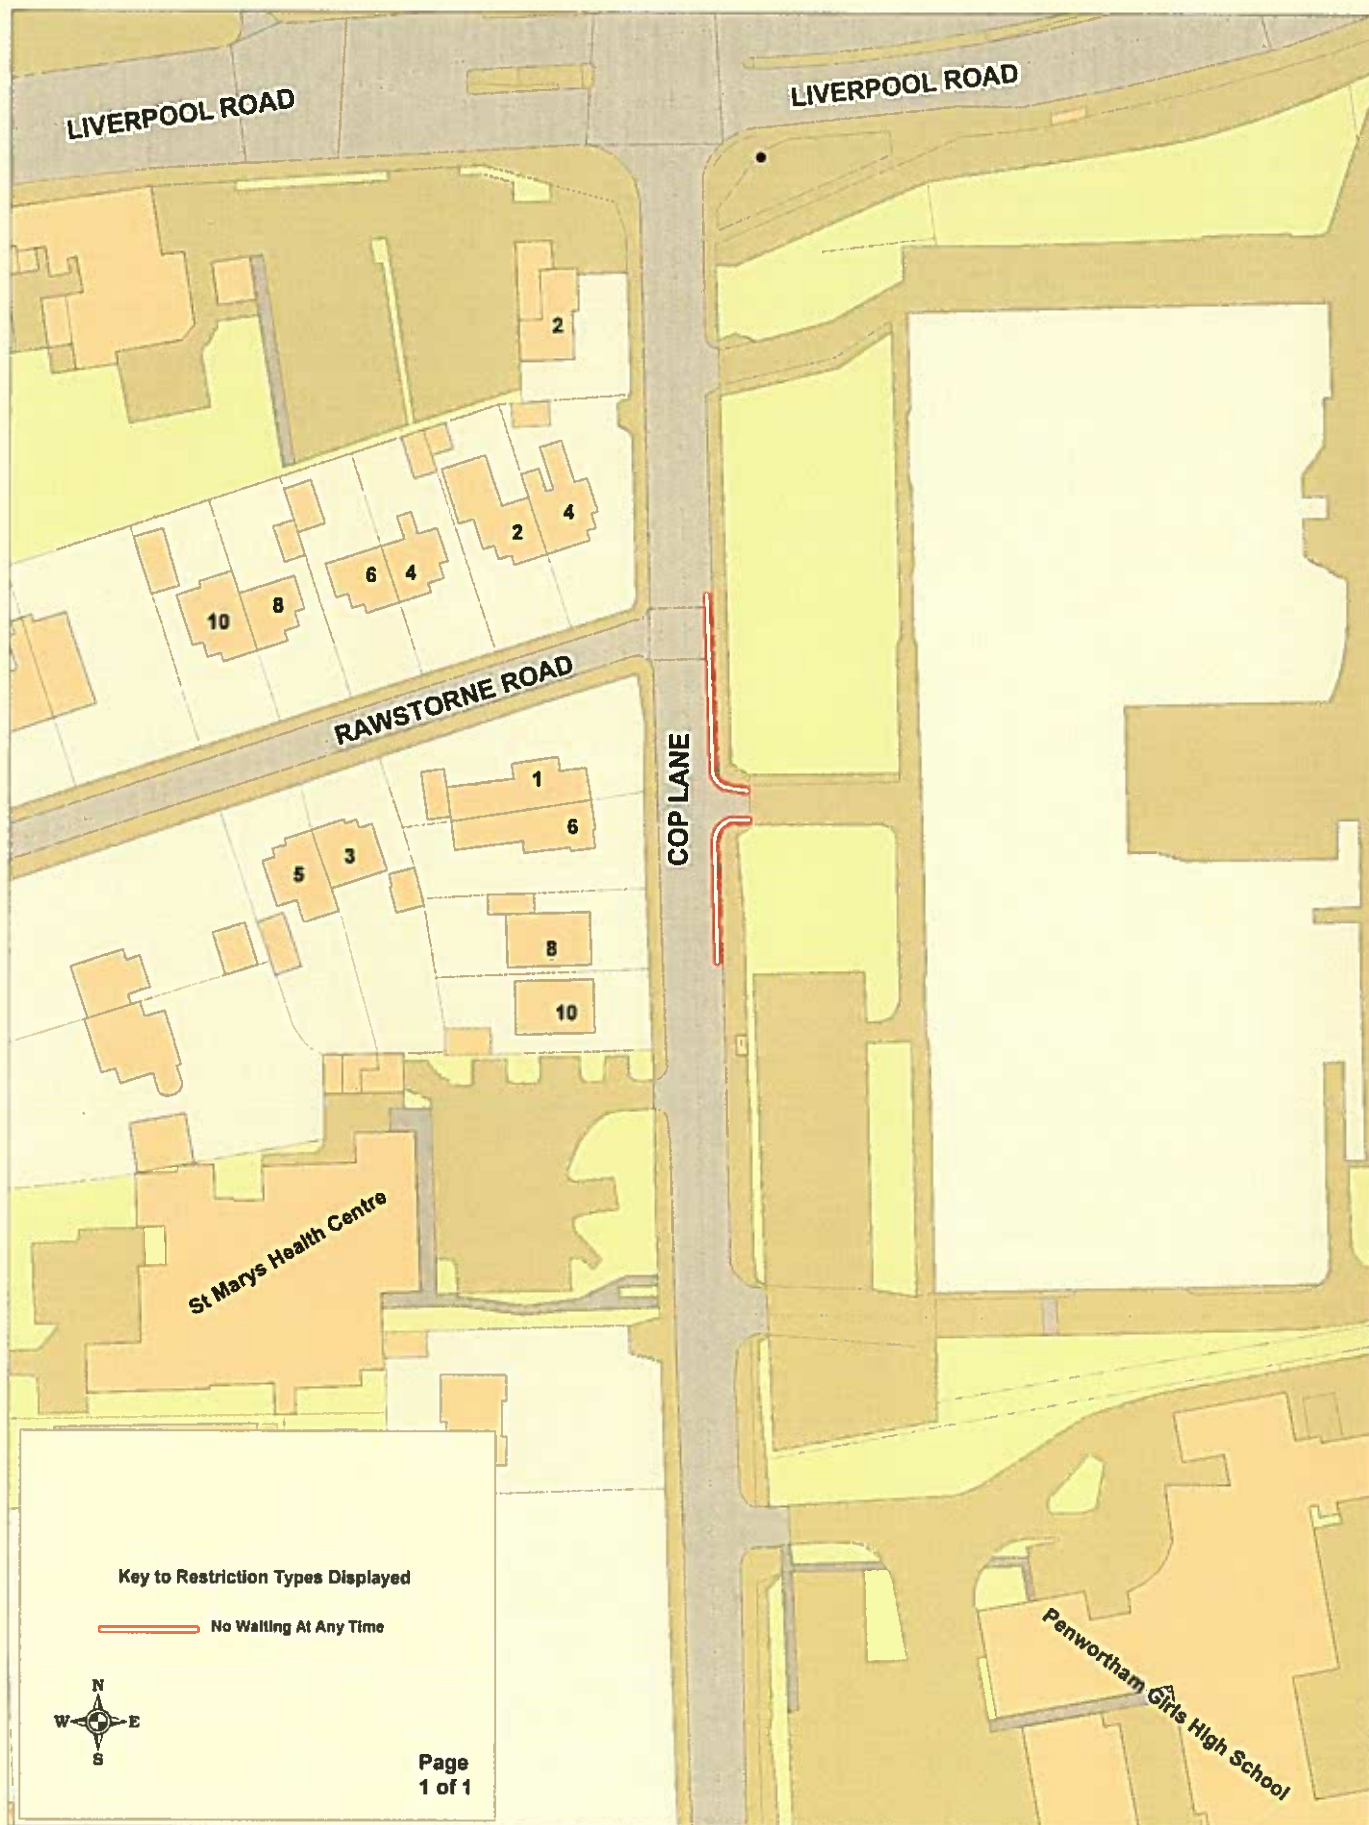 LIVERPOOL ROAD
LIVERPOOL ROAD
2
4
2
4
6
8
10
RAWSTORNE ROAD
COP LANE
1
6
3
5
8
10
St Marys Health Centre
Key to Restriction Types Displayed
No Waiting At Any Time
N
W E
S
Page
1 of 1
Penwortham Girls High School